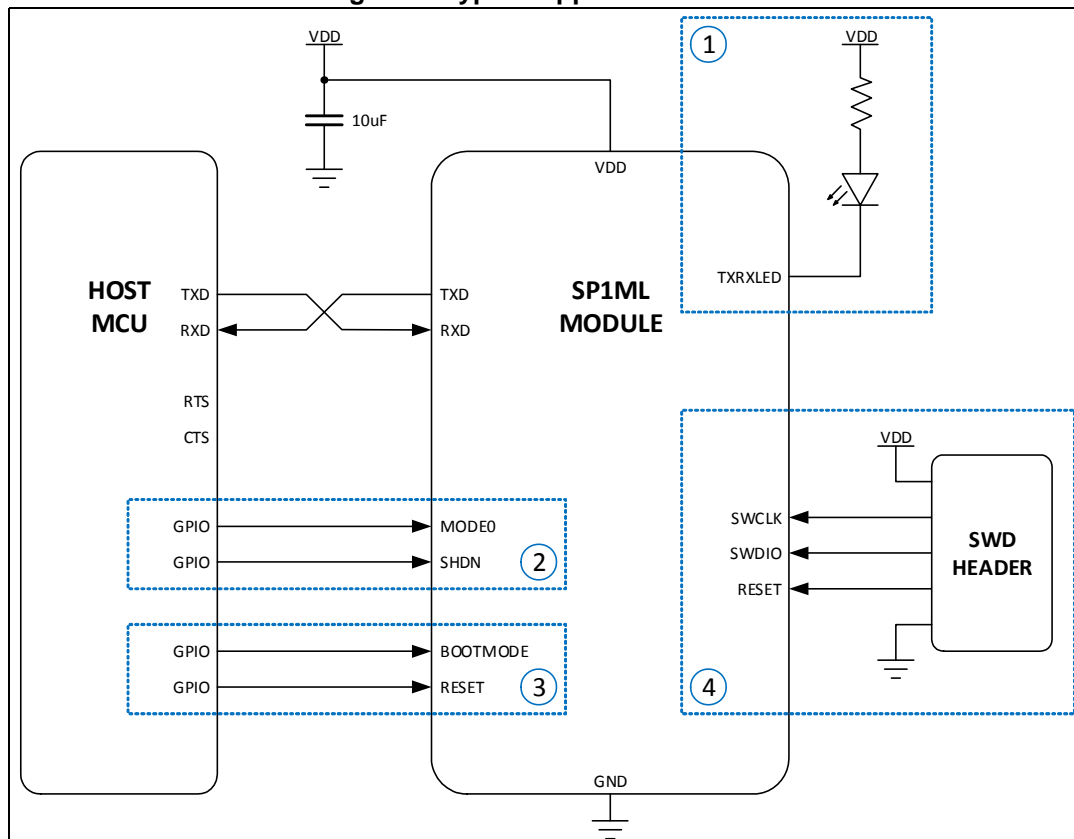 VDD
1
VDD
10uF
VDD
HOST
MCU
TXD
RXD
RTS
CTS
TXD
RXD
SP1ML
MODULE
TXRXLED
GPIO
MODE0
GPIO
SHDN
2
GPIO
BOOTMODE
GPIO
RESET
3
VDD
SWCLK
SWDIO
RESET
SWD
HEADER
4
GND